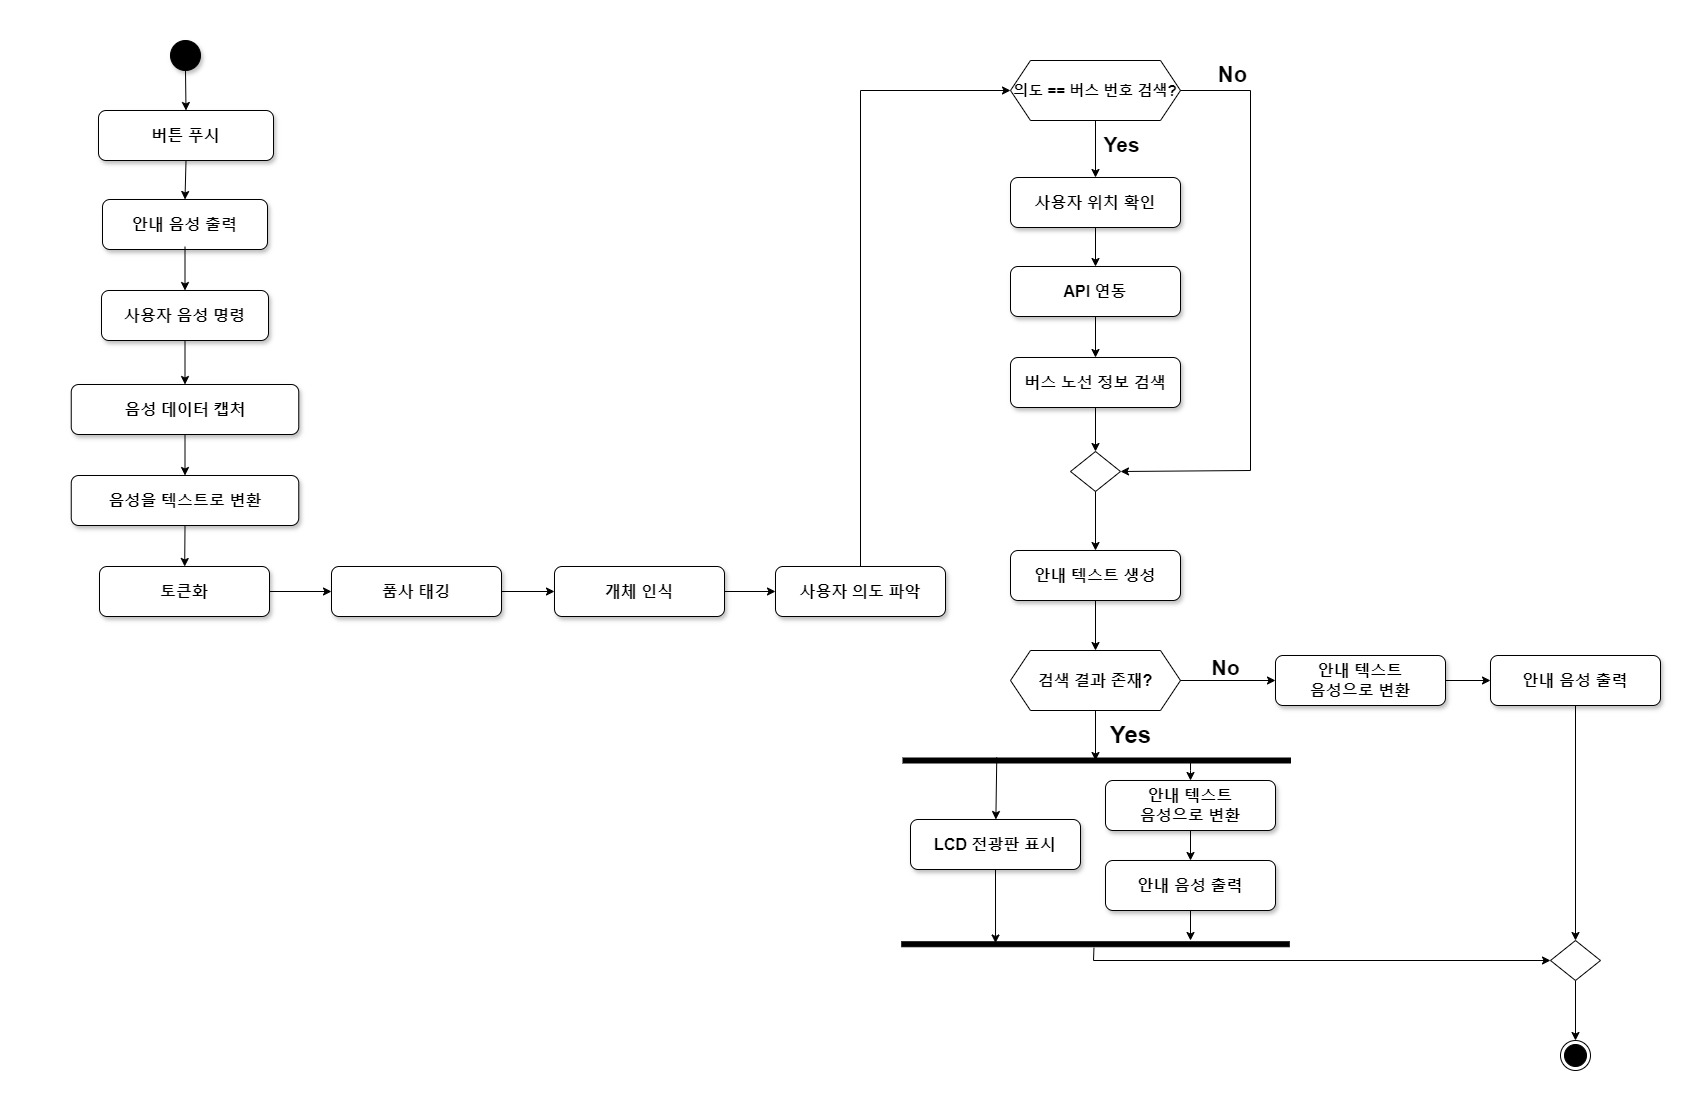 버튼 푸시
안내 음성 출력
사용자 음성 명령
음성 데이터 캡처
음성을 텍스트로 변환
토큰화
품사 태깅
개체 인식
사용자 의도 파악
의도 == 버스 번호 검색?
No
Yes
사용자 위치 확인
API 연동
버스 노선 정보 검색
안내 텍스트 생성
검색 결과 존재?
No
안내 텍스트
음성으로 변환
안내 음성 출력
Yes
LCD 전광판 표시
안내 텍스트
음성으로 변환
안내 음성 출력